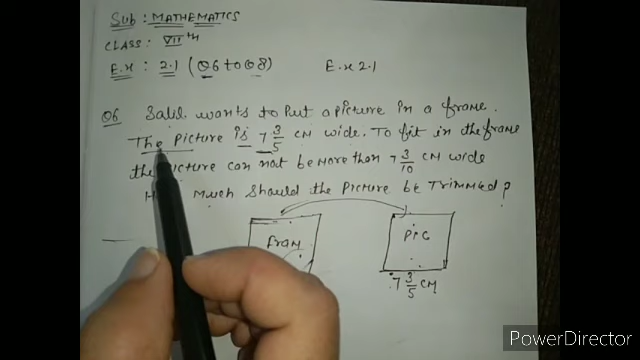 Sub: MATHEMATICS
CLASS: VII th
E.x : 2.1 (Q6 to Q8) E.x 2.1
Q6 Salil wants to Put a picture in a frame.
The Picture is 7 3/5 cm wide. To fit in the frame
the picture can not be more than 7 3/10 cm wide
Much should the Picture be Trimmed?
Fram PIC
7 3/5 CM
PowerDirector